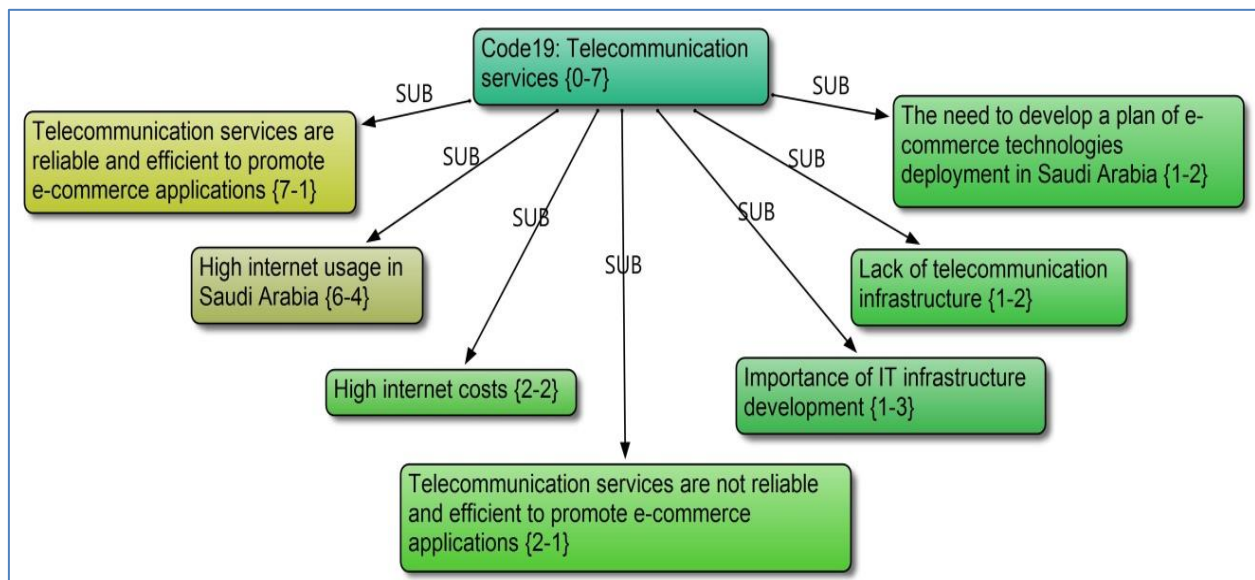 Code19: Telecommunication
services {0-7}
SUB
SUB
Telecommunication services are
reliable and efficient to promote
e-commerce applications {7-1}
The need to develop a plan of e-
commerce technologies
deployment in Saudi Arabia {1-2}
SUB
SUB
High internet usage in
Saudi Arabia {6-4}
SUB
SUB
Lack of telecommunication
infrastructure {1-2}
SUB
High internet costs {2-2}
Importance of IT infrastructure
development {1-3}
Telecommunication services are not reliable
and efficient to promote e-commerce
applications {2-1}